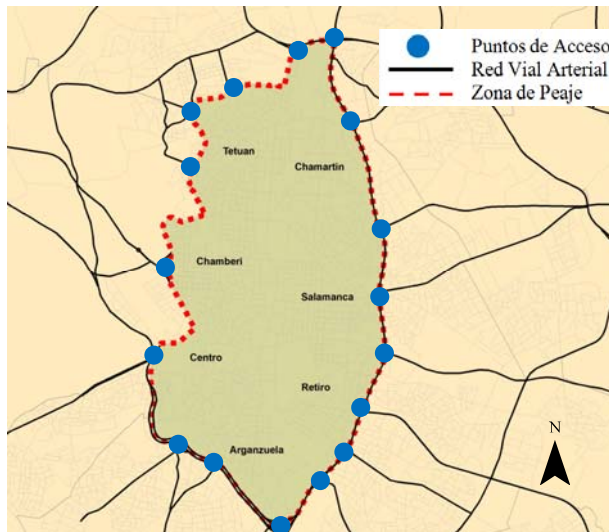 Puntos de Acceso
Red Vial Arterial
Zona de Peaje
Tetuan
Chamartin
Chamberi
Salamanca
Centro
Retiro
Arganzuela
N